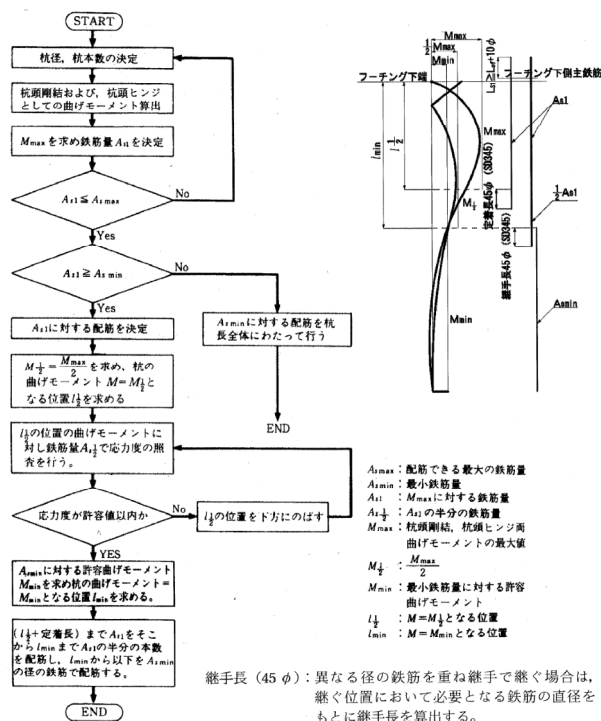 START
杭径，杭本数の決定
杭頭剛結および，杭頭ヒンジ
としての曲げモーメント算出
Mmaxを求め鉄筋量As1を決定
As1≦Asmax
No
Yes
As1≧Asmin
No
Yes
As1に対する配筋を決定
Asminに対する配筋を杭
長全体にわたって行う
END
M½＝Mmax/2を求め、杭の
曲げモーメント M＝M½と
なる位置l½を求める
l½の位置の曲げモーメントに
対し鉄筋量As½で応力度の照
査を行う。
応力度が許容値以内か
No
l½の位置を下方にのばす
YES
Asminに対する許容曲げモーメント
Mminを求め杭の曲げモーメント＝
Mminとなる位置lminを求める。
(l½＋定着長) までAs1をそこ
からlminまでAs1の半分の本数
を配筋し，lminから以下をAsmin
の径の鉄筋で配筋する。
END
Mmax
½Mmax
Mmin
フーチング下端
フーチング下側主鉄筋
+10φ
lmin
l½
Mmax
M½
Mmin
定着長45φ (SD345)
継手長45φ (SD345)
As1
½As1
Asmin
Asmax：配筋できる最大の鉄筋量
Asmin：最小鉄筋量
As1：Mmaxに対する鉄筋量
As½：As1の半分の鉄筋量
Mmax：杭頭剛結，杭頭ヒンジ両
曲げモーメントの最大値
M½：Mmax/2
Mmin：最小鉄筋量に対する許容
曲げモーメント
l½：M＝M½となる位置
lmin：M＝Mminとなる位置
継手長（45 φ）：異なる径の鉄筋を重ね継手で継ぐ場合は，
継ぐ位置において必要となる鉄筋の直径を
もとに継手長を算出する。